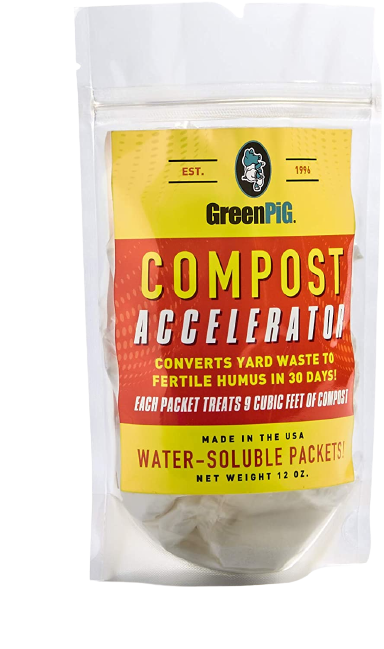 EST. 1996
GreenPiG.
COMPOST
ACCELERATOR
CONVERTS YARD WASTE TO
FERTILE HUMUS IN 30 DAYS!
EACH PACKET TREATS 9 CUBIC FEET OF COMPOST
MADE IN THE USA
WATER-SOLUBLE PACKETS!
NET WEIGHT 12 OZ.